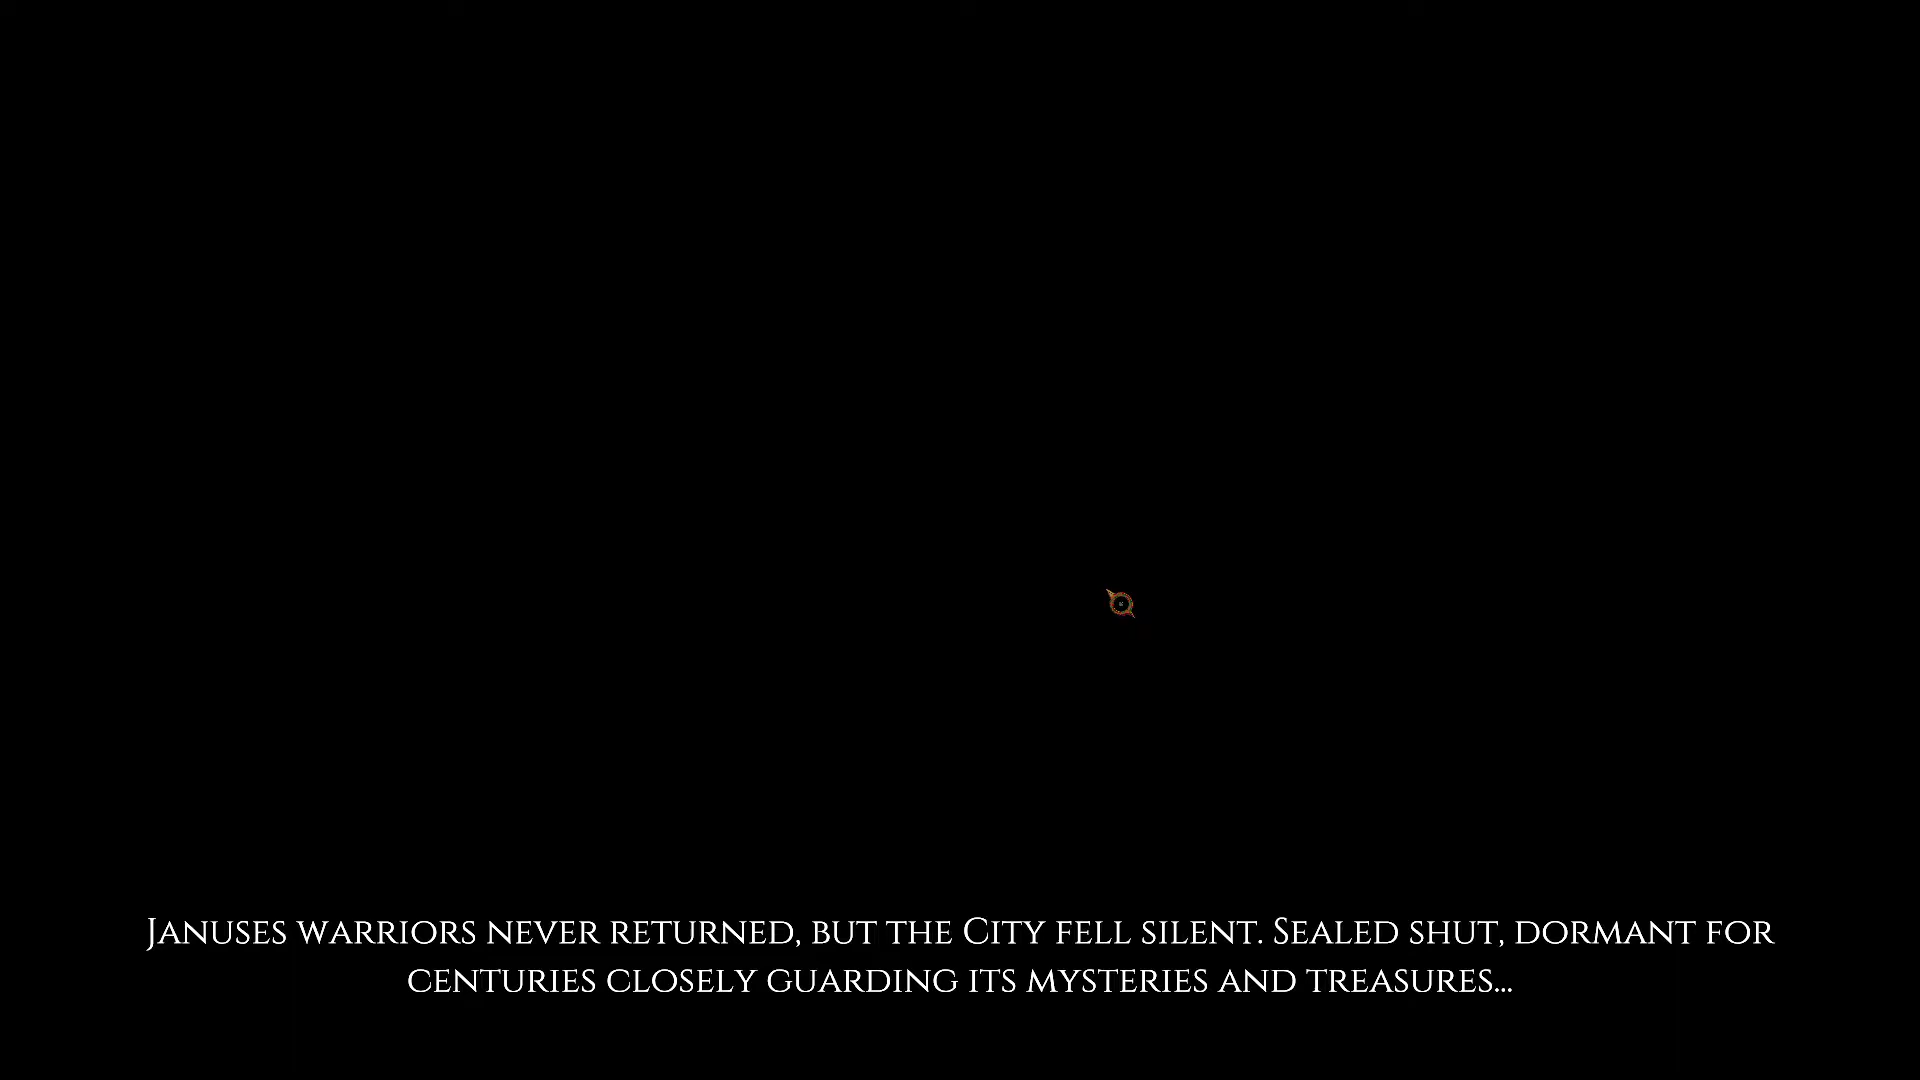 Januses warriors never returned, but the City fell silent. Sealed shut, dormant for
centuries closely guarding its mysteries and treasures...